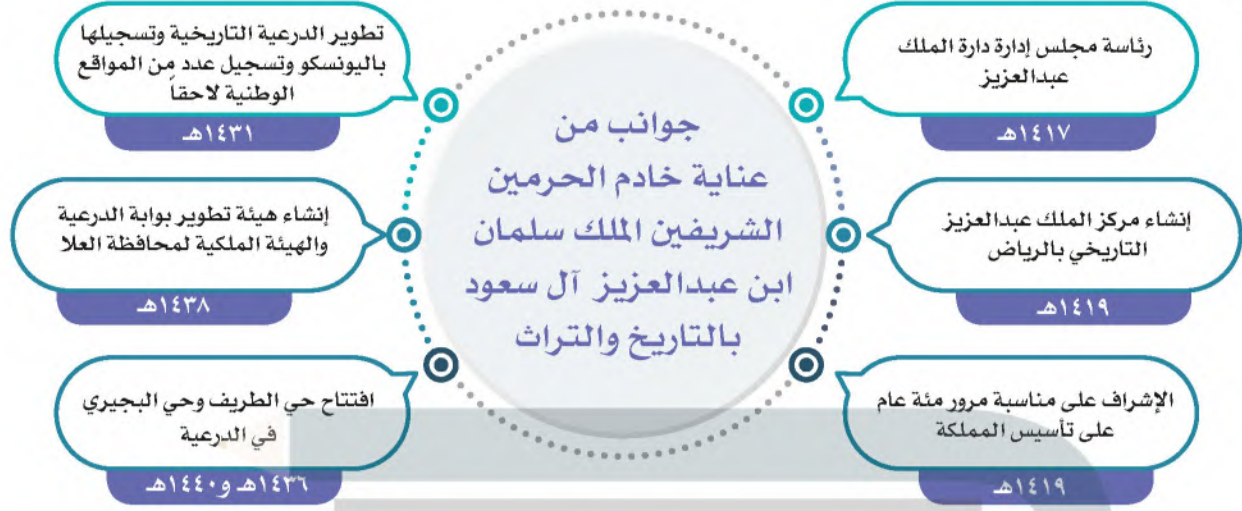 جوانب من
عناية خادم الحرمين
الشريفين الملك سلمان
ابن عبدالعزيز آل سعود
بالتاريخ والتراث
رئاسة مجلس إدارة دارة الملك
عبدالعزيز
١٤١٧هـ
إنشاء مركز الملك عبدالعزيز
التاريخي بالرياض
١٤١٩هـ
الإشراف على مناسبة مرور مئة عام
على تأسيس المملكة
١٤١٩هـ
تطوير الدرعية التاريخية وتسجيلها
باليونسكو وتسجيل عدد من المواقع
الوطنية لاحقاً
١٤٣١هـ
إنشاء هيئة تطوير بوابة الدرعية
والهيئة الملكية لمحافظة العلا
١٤٣٨هـ
افتتاح حي الطريف وحي البجيري
في الدرعية
١٤٣٦هـ و١٤٤٠هـ